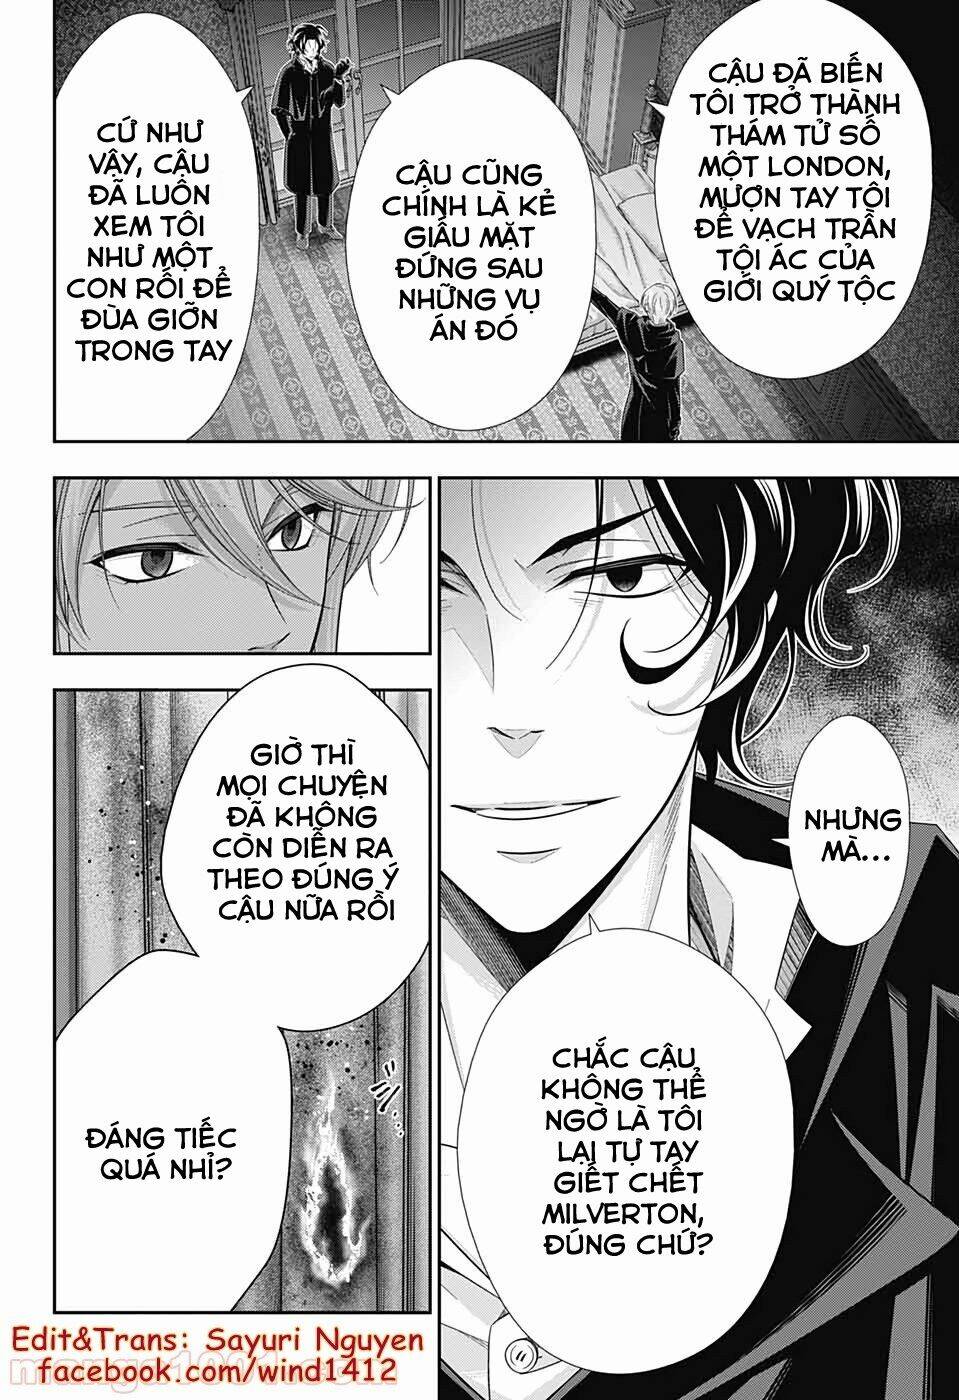 CẬU ĐÃ BIẾN
TÔI TRỞ THÀNH
THÁM TỬ SỐ
MỘT LONDON,
MƯỢN TAY TÔI
ĐỂ VẠCH TRẦN
TỘI ÁC CỦA
GIỚI QUÝ TỘC
CẬU CŨNG
CHÍNH LÀ KẺ
GIẤU MẶT
ĐỨNG SAU
NHỮNG VỤ
ÁN ĐÓ
CỨ NHƯ
VẬY, CẬU
ĐÃ LUÔN
XEM TÔI
NHƯ MỘT
CON RỐI ĐỂ
ĐÙA GIỠN
TRONG TAY
NHƯNG
MÀ...
CHẮC CẬU
KHÔNG THỂ
NGỜ LÀ TÔI
LẠI TỰ TAY
GIẾT CHẾT
MILVERTON,
ĐÚNG CHỨ?
GIỜ THÌ
MỌI CHUYỆN
ĐÃ KHÔNG
CÒN DIỄN RA
THEO ĐÚNG Ý
CẬU NỮA RỒI
ĐÁNG TIẾC
QUÁ NHỈ?
Edit&Trans: Sayuri Nguyen
facebook.com/wind1412